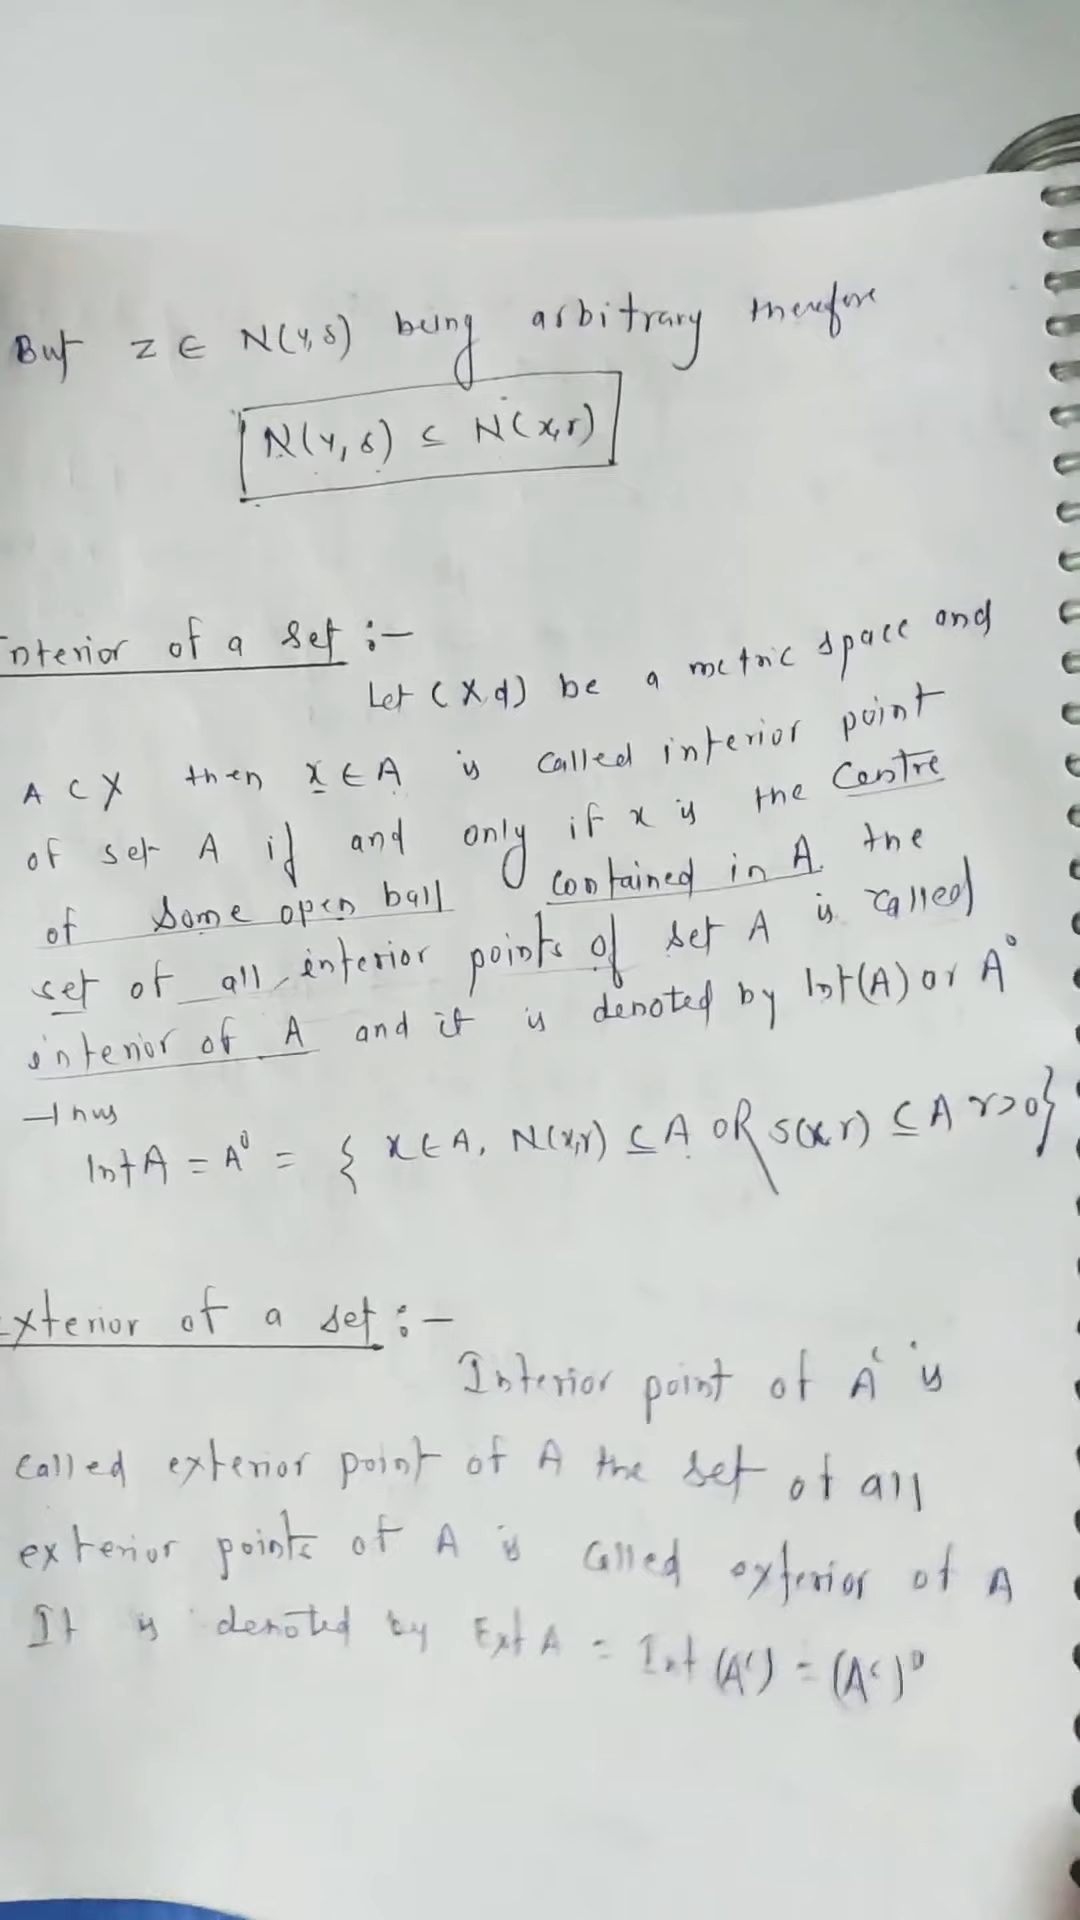 But z ∈ N(y, s) being arbitrary therefore
N(y, s) ⊆ N(x, r)
nterior of a set :-
Let (X, d) be a metric space and
A ⊂ X then x ∈ A is called interior point
of set A if and only if x is the Centre
of some open ball contained in A. the
set of all interior points of set A is called
interior of A and it is denoted by Int(A) or A°
Thus
Int A = A° = { x ∈ A, N(x,r) ⊆ A OR S(x, r) ⊆ A r>0}
Exterior of a set :-
Interior point of Aᶜ is
called exterior point of A the set of all
exterior points of A is called exterior of A
It is denoted by Ext A = Int (Aᶜ) = (Aᶜ)°